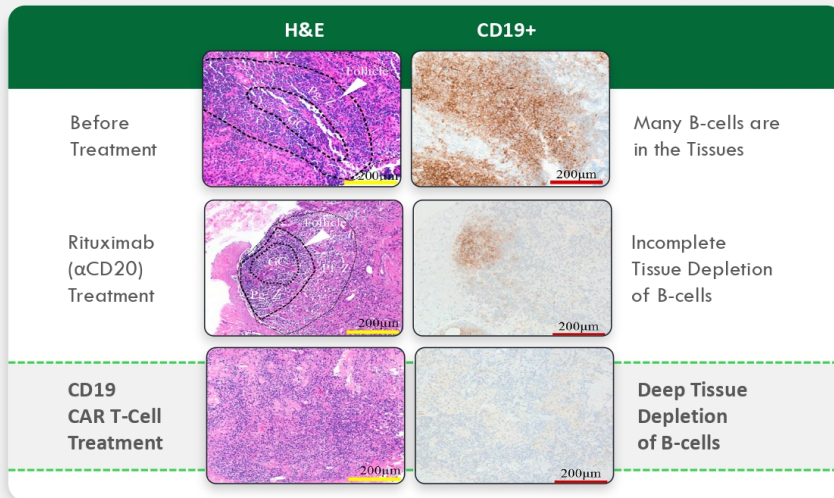 H&E
CD19+
Before
Treatment
Follicle
PC
GC
200μm
200μm
Many B-cells are
in the Tissues
Rituximab
(αCD20)
Treatment
Follicle
GC
200μm
200μm
Incomplete
Tissue Depletion
of B-cells
CD19
CAR T-Cell
Treatment
200μm
200μm
Deep Tissue
Depletion
of B-cells